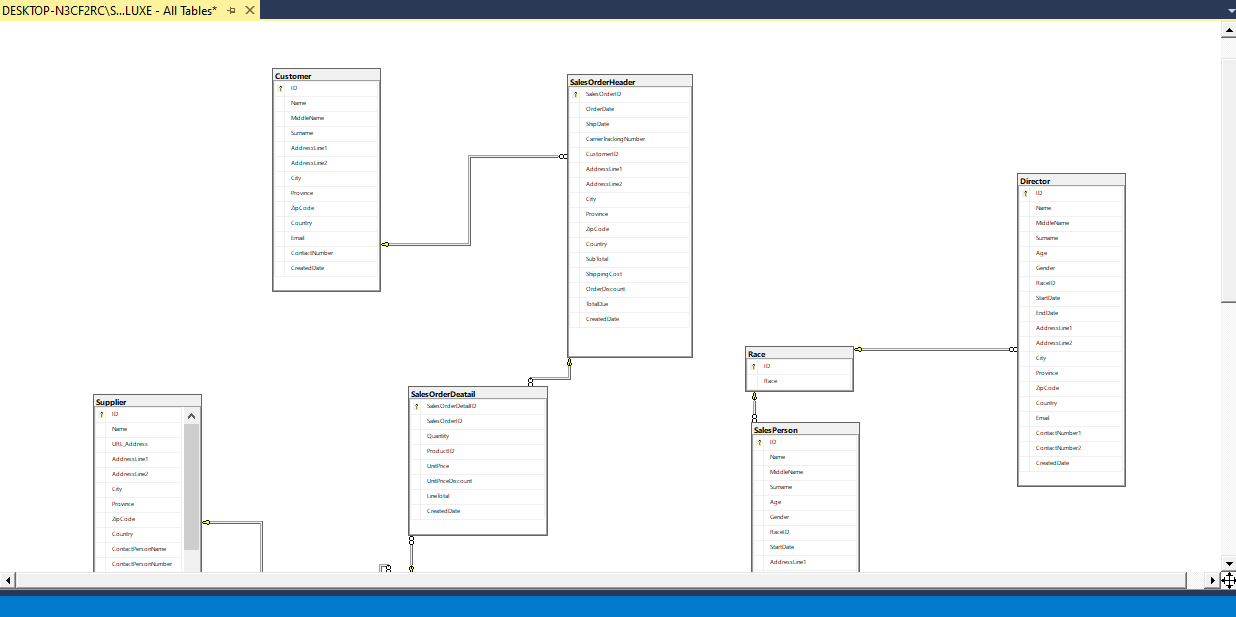 DESKTOP-N3CF2RC\S...LUXE - All Tables*
Customer
ID
Name
MiddleName
Surname
AddressLine1
AddressLine2
City
Province
ZipCode
Country
Email
ContactNumber
CreatedDate
SalesOrderHeader
SalesOrderID
OrderDate
ShipDate
CarrierTrackingNumber
CustomerID
AddressLine1
AddressLine2
City
Province
ZipCode
Country
SubTotal
ShippingCost
OrderDiscount
TotalDue
CreatedDate
Director
ID
Name
MiddleName
Surname
Age
Gender
RaceID
StartDate
EndDate
AddressLine1
AddressLine2
City
Province
ZipCode
Country
Email
ContactNumber1
ContactNumber2
CreatedDate
Race
ID
Race
Supplier
ID
Name
URL_Address
AddressLine1
AddressLine2
City
Province
ZipCode
Country
ContactPersonName
ContactPersonNumber
SalesOrderDeatail
SalesOrderDetailID
SalesOrderID
Quantity
ProductID
UnitPrice
UnitPriceDiscount
LineTotal
CreatedDate
SalesPerson
ID
Name
MiddleName
Surname
Age
Gender
RaceID
StartDate
AddressLine1